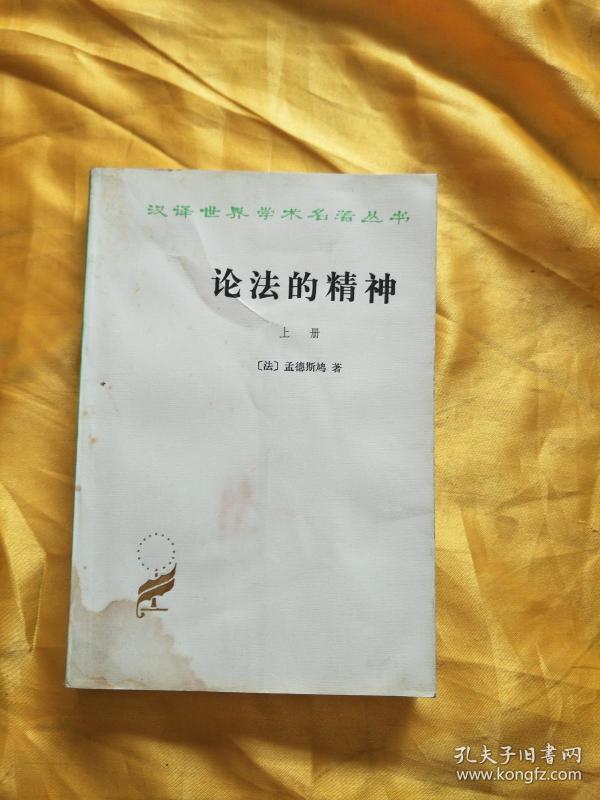 汉译世界学术名著丛书
论法的精神
上 册
〔法〕孟德斯鸠 著
孔夫子旧书网
www.kongfz.com